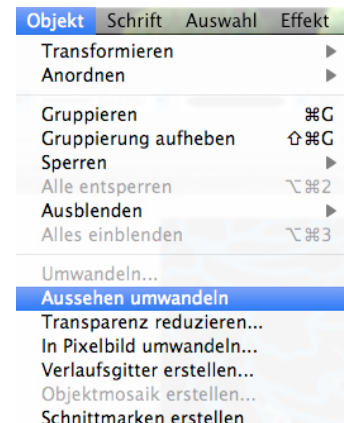 Objekt Schrift Auswahl Effekt
Transformieren ▶
Anordnen ▶
Gruppieren ⌘G
Gruppierung aufheben ⇧⌘G
Sperren ▶
Alle entsperren ⌥⌘2
Ausblenden ▶
Alles einblenden ⌥⌘3
Umwandeln...
Aussehen umwandeln
Transparenz reduzieren...
In Pixelbild umwandeln...
Verlaufsgitter erstellen...
Objektmosaik erstellen...
Schnittmarken erstellen